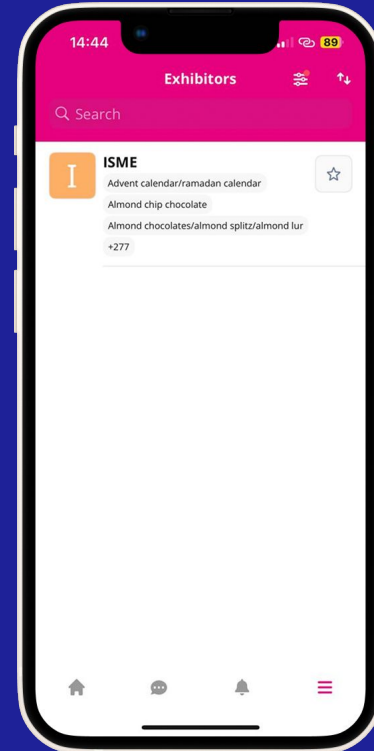 14:44
89
Exhibitors
Search
I
ISME
Advent calendar/ramadan calendar
Almond chip chocolate
Almond chocolates/almond splitz/almond lur
+277